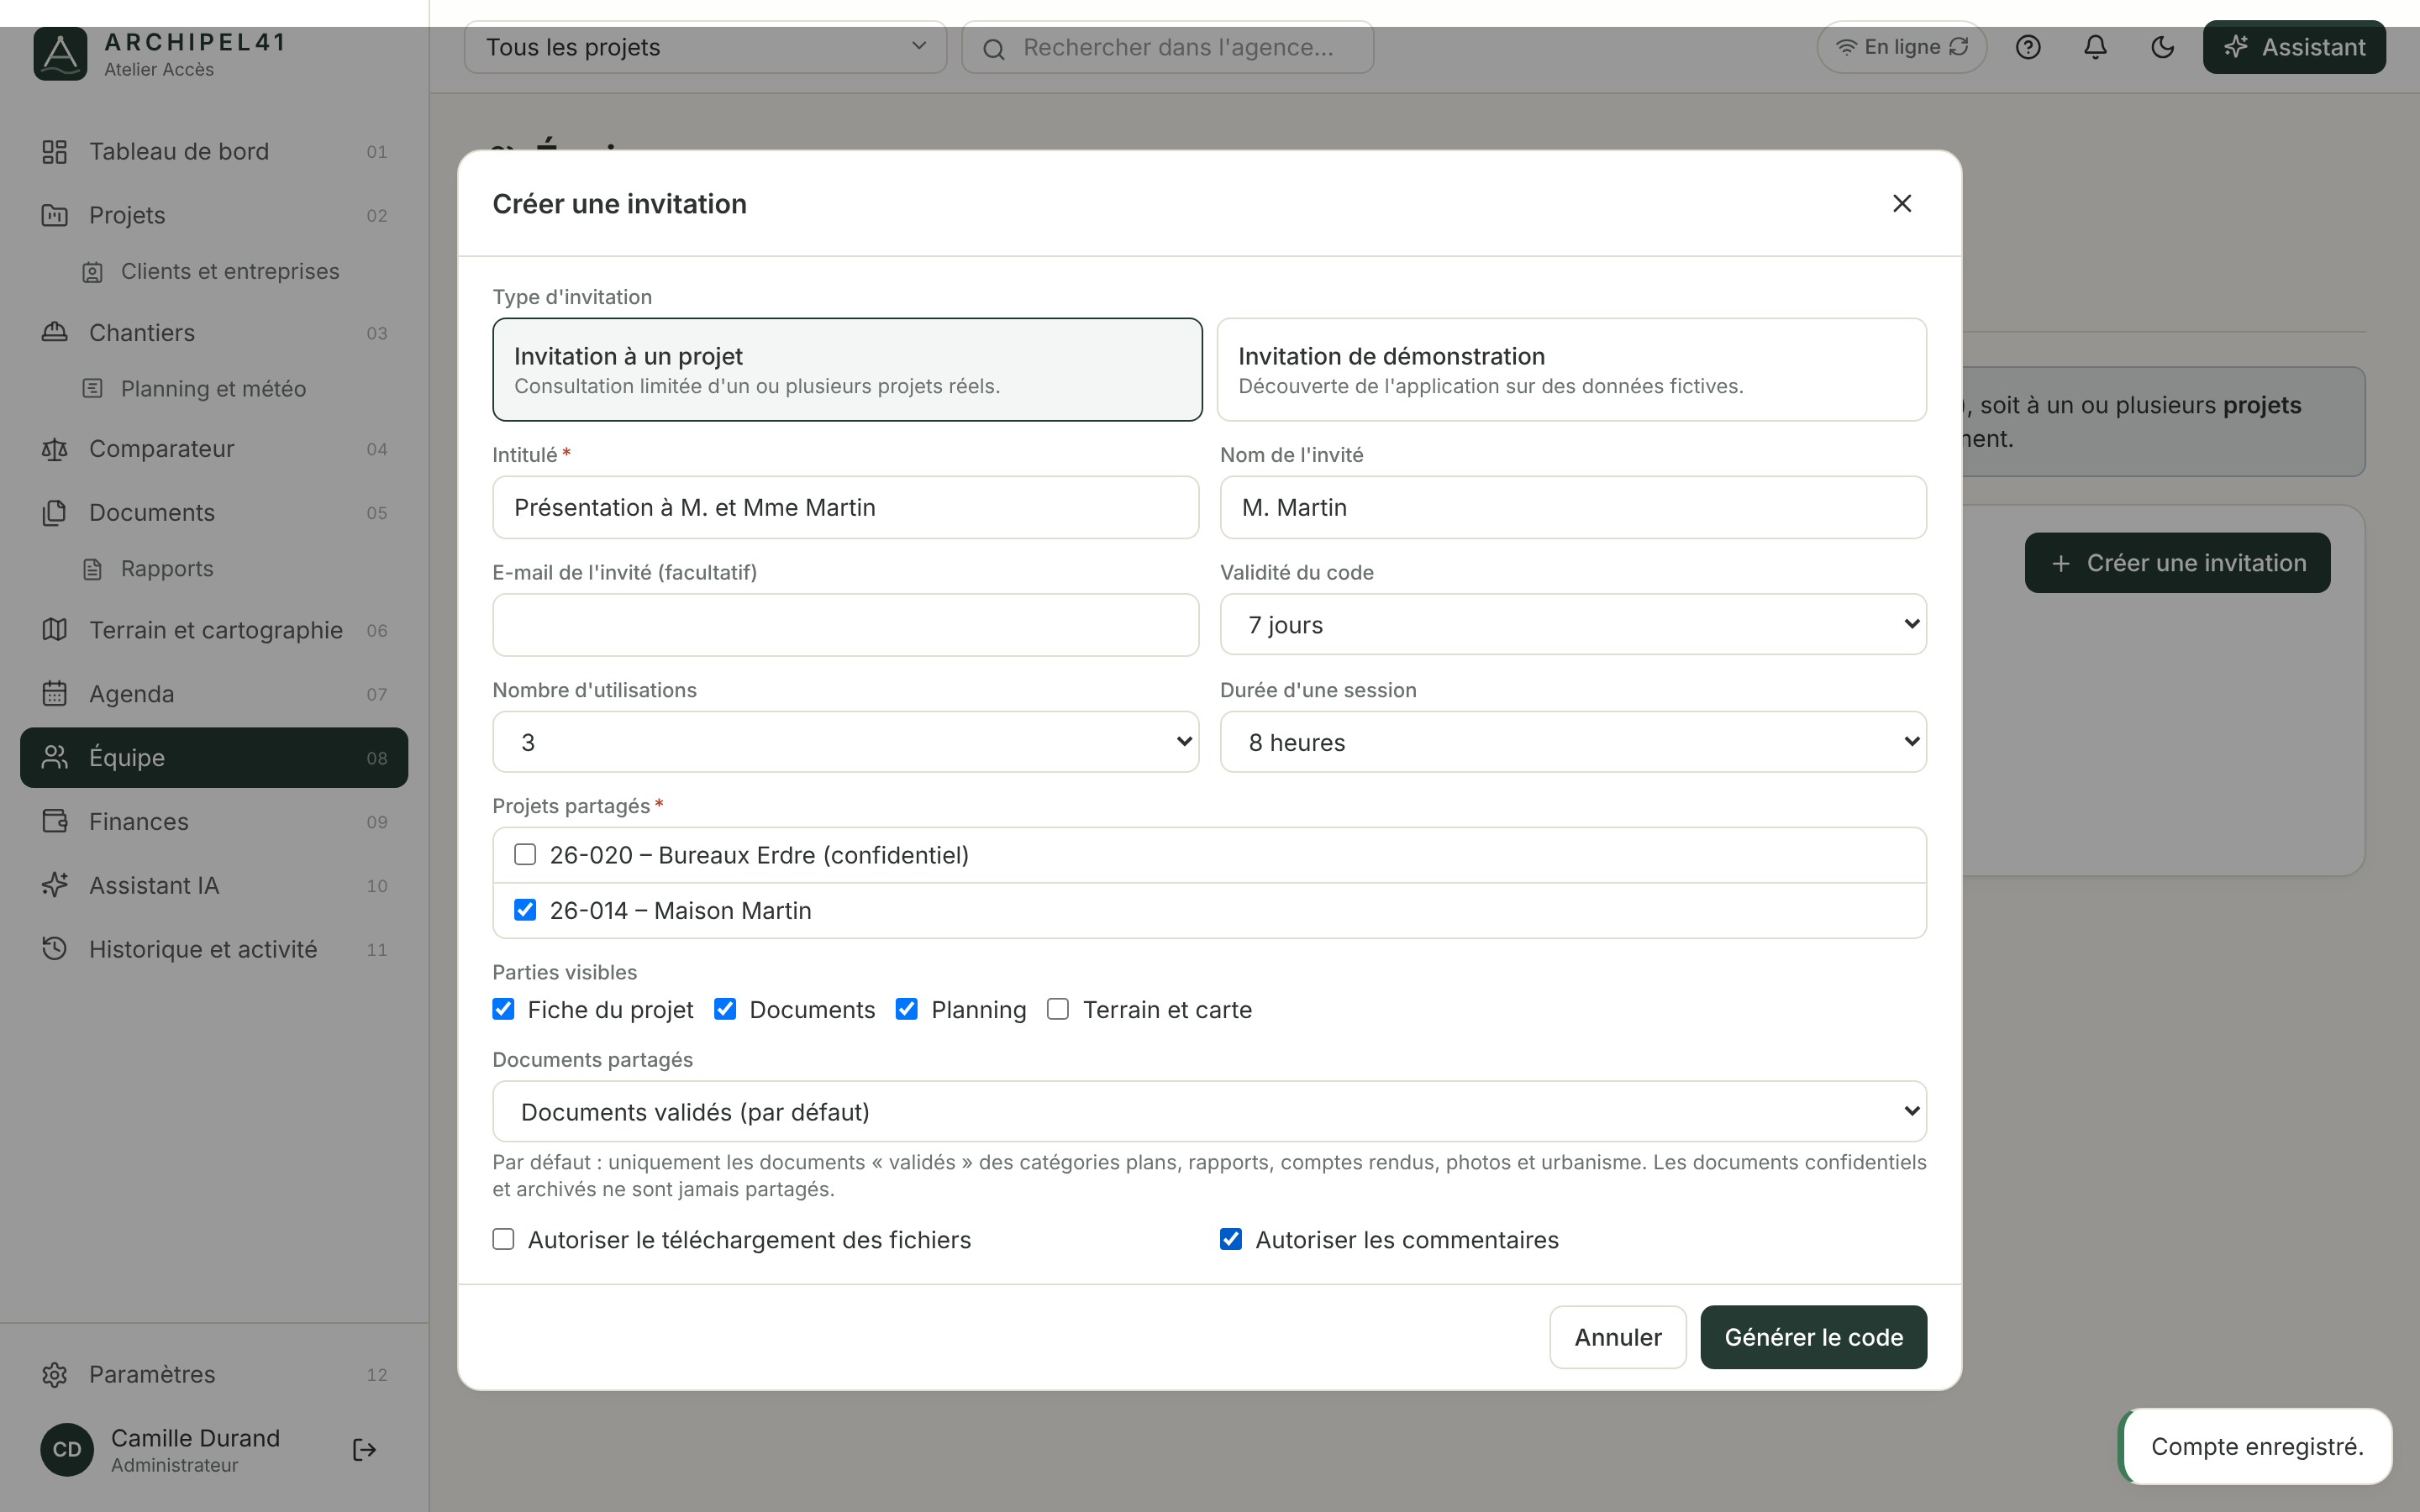 ARCHIPEL41
Atelier Accès
Tous les projets
Rechercher dans l'agence...
En ligne
Assistant
Tableau de bord 01
Projets 02
Clients et entreprises
Chantiers 03
Planning et météo
Comparateur 04
Documents 05
Rapports
Terrain et cartographie 06
Agenda 07
Équipe 08
Finances 09
Assistant IA 10
Historique et activité 11
Paramètres 12
CD
Camille Durand
Administrateur
Créer une invitation
Type d'invitation
Invitation à un projet
Consultation limitée d'un ou plusieurs projets réels.
Invitation de démonstration
Découverte de l'application sur des données fictives.
Intitulé *
Nom de l'invité
Présentation à M. et Mme Martin
M. Martin
E-mail de l'invité (facultatif)
Validité du code
7 jours
Nombre d'utilisations
Durée d'une session
3
8 heures
Projets partagés *
26-020 – Bureaux Erdre (confidentiel)
26-014 – Maison Martin
Parties visibles
Fiche du projet
Documents
Planning
Terrain et carte
Documents partagés
Documents validés (par défaut)
Par défaut : uniquement les documents « validés » des catégories plans, rapports, comptes rendus, photos et urbanisme. Les documents confidentiels
et archivés ne sont jamais partagés.
Autoriser le téléchargement des fichiers
Autoriser les commentaires
Annuler
Générer le code
), soit à un ou plusieurs projets
+ Créer une invitation
Compte enregistré.